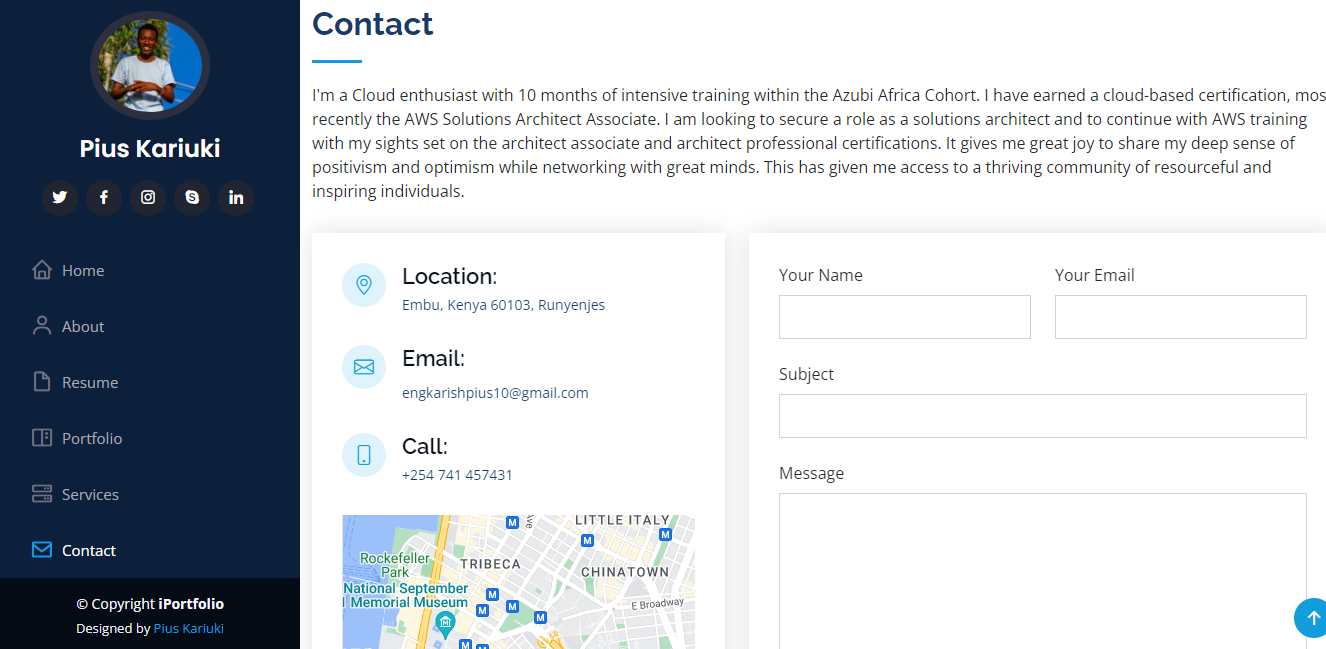 Pius Kariuki
Home
About
Resume
Portfolio
Services
Contact
© Copyright iPortfolio
Designed by Pius Kariuki
Contact
I'm a Cloud enthusiast with 10 months of intensive training within the Azubi Africa Cohort. I have earned a cloud-based certification, mos
recently the AWS Solutions Architect Associate. I am looking to secure a role as a solutions architect and to continue with AWS training
with my sights set on the architect associate and architect professional certifications. It gives me great joy to share my deep sense of
positivism and optimism while networking with great minds. This has given me access to a thriving community of resourceful and
inspiring individuals.
Location:
Embu, Kenya 60103, Runyenjes
Email:
engkarishpius10@gmail.com
Call:
+254 741 457431
LITTLE ITALY
Ave
M
M
M
Rockefeller
Park
TRIBECA
CHINATOWN
National September
l Memorial Museum
M
M
M
M
E Broadway
M
M
Your Name
Your Email
Subject
Message